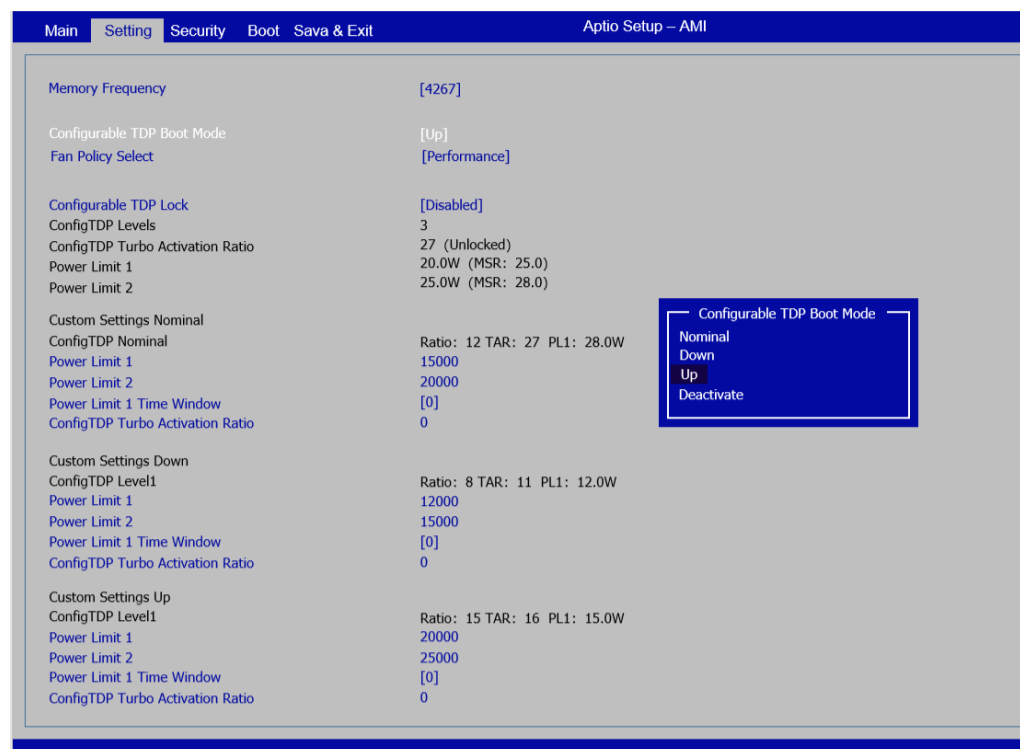 Aptio Setup – AMI
Main Setting Security Boot Sava & Exit
Memory Frequency [4267]
Configurable TDP Boot Mode [Up]
Fan Policy Select [Performance]
Configurable TDP Lock [Disabled]
ConfigTDP Levels 3
ConfigTDP Turbo Activation Ratio 27 (Unlocked)
Power Limit 1 20.0W (MSR: 25.0)
Power Limit 2 25.0W (MSR: 28.0)
Custom Settings Nominal
ConfigTDP Nominal Ratio: 12 TAR: 27 PL1: 28.0W
Power Limit 1 15000
Power Limit 2 20000
Power Limit 1 Time Window [0]
ConfigTDP Turbo Activation Ratio 0
Custom Settings Down
ConfigTDP Level1 Ratio: 8 TAR: 11 PL1: 12.0W
Power Limit 1 12000
Power Limit 2 15000
Power Limit 1 Time Window [0]
ConfigTDP Turbo Activation Ratio 0
Custom Settings Up
ConfigTDP Level1 Ratio: 15 TAR: 16 PL1: 15.0W
Power Limit 1 20000
Power Limit 2 25000
Power Limit 1 Time Window [0]
ConfigTDP Turbo Activation Ratio 0
Configurable TDP Boot Mode
Nominal
Down
Up
Deactivate